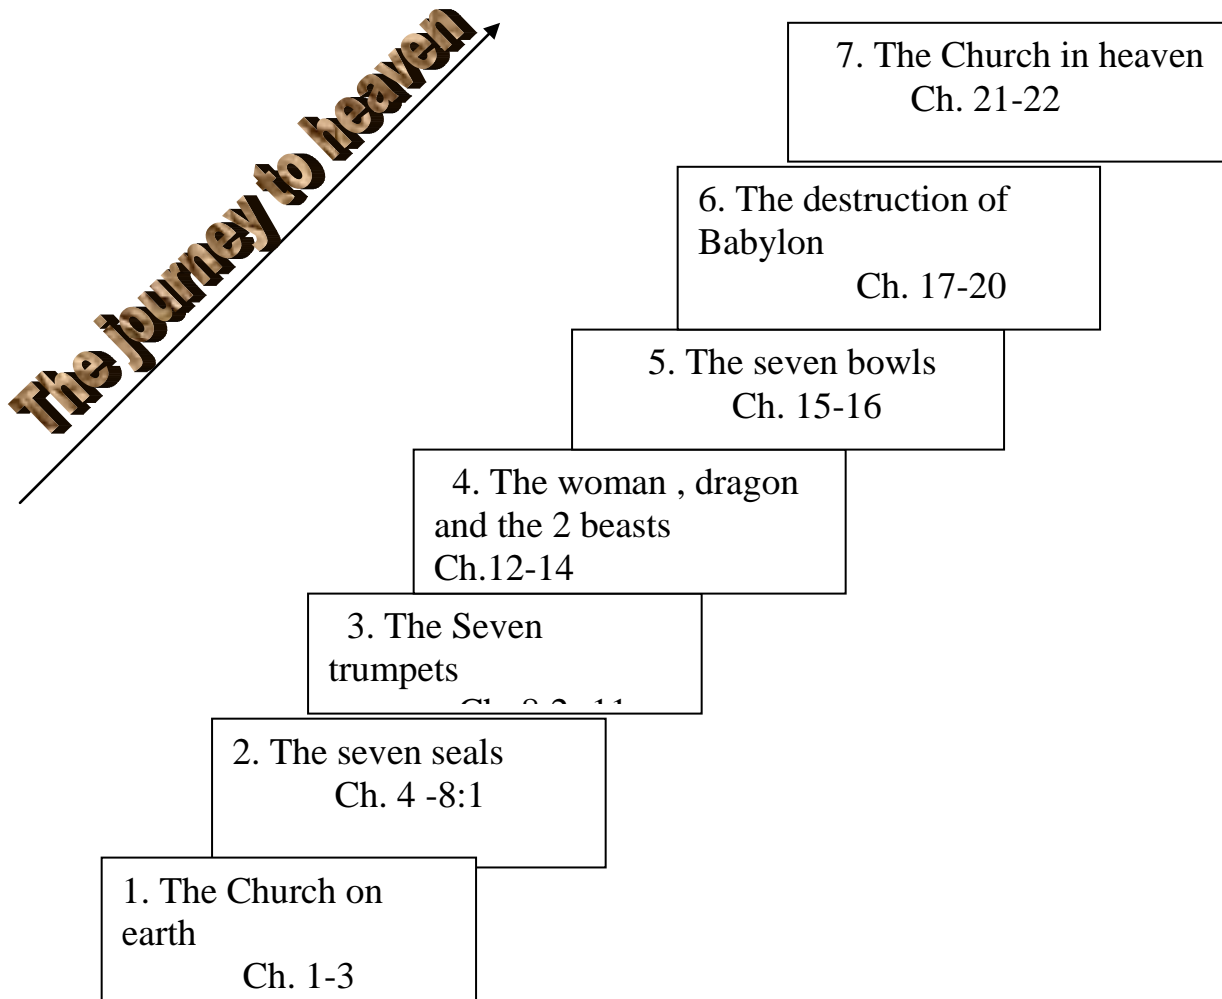 The journey to heaven
7. The Church in heaven
Ch. 21-22
6. The destruction of
Babylon
Ch. 17-20
5. The seven bowls
Ch. 15-16
4. The woman , dragon
and the 2 beasts
Ch.12-14
3. The Seven
trumpets
2. The seven seals
Ch. 4 -8:1
1. The Church on
earth
Ch. 1-3